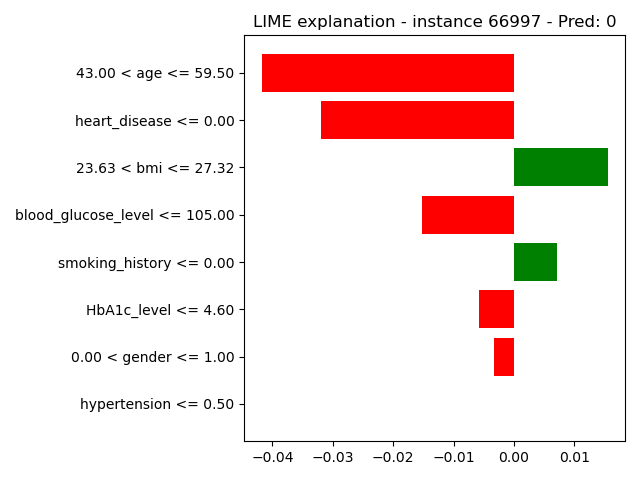 LIME explanation - instance 66997 - Pred: 0
43.00 < age <= 59.50
heart_disease <= 0.00
23.63 < bmi <= 27.32
blood_glucose_level <= 105.00
smoking_history <= 0.00
HbA1c_level <= 4.60
0.00 < gender <= 1.00
hypertension <= 0.50
−0.04 −0.03 −0.02 −0.01 0.00 0.01